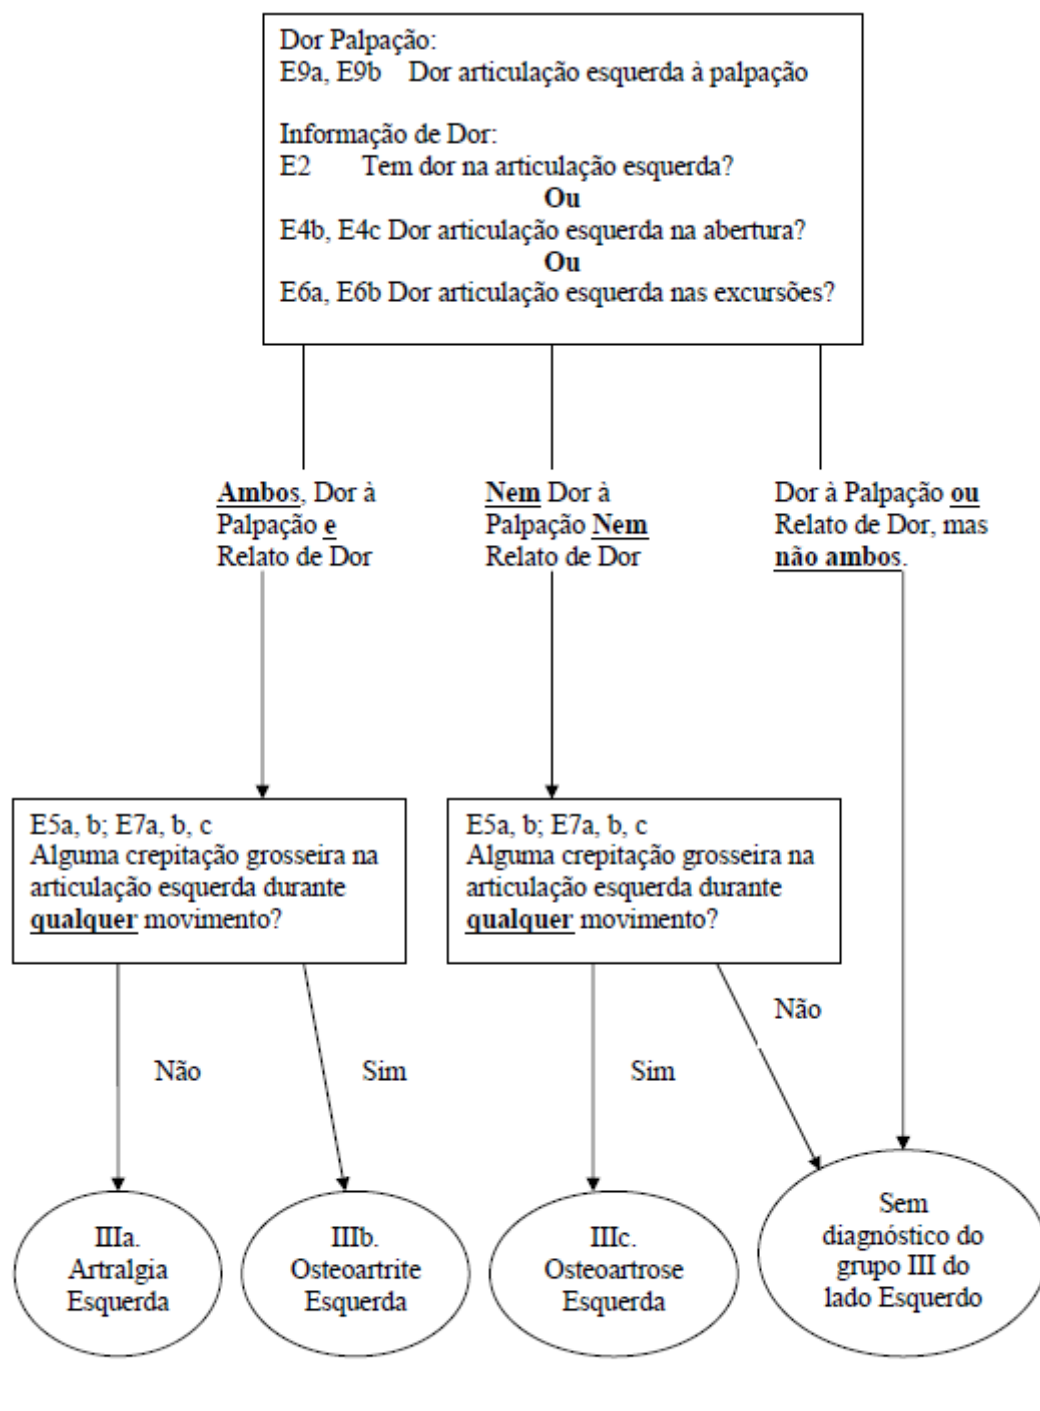 Dor Palpação:
E9a, E9b Dor articulação esquerda à palpação
Informação de Dor:
E2 Tem dor na articulação esquerda?
Ou
E4b, E4c Dor articulação esquerda na abertura?
Ou
E6a, E6b Dor articulação esquerda nas excursões?
Ambos, Dor à
Palpação e
Relato de Dor
Nem Dor à
Palpação Nem
Relato de Dor
Dor à Palpação ou
Relato de Dor, mas
não ambos.
E5a, b; E7a, b, c
Alguma crepitação grosseira na
articulação esquerda durante
qualquer movimento?
E5a, b; E7a, b, c
Alguma crepitação grosseira na
articulação esquerda durante
qualquer movimento?
Não
Sim
Sim
Não
IIIa.
Artralgia
Esquerda
IIIb.
Osteoartrite
Esquerda
IIIc.
Osteoartrose
Esquerda
Sem
diagnóstico do
grupo III do
lado Esquerdo